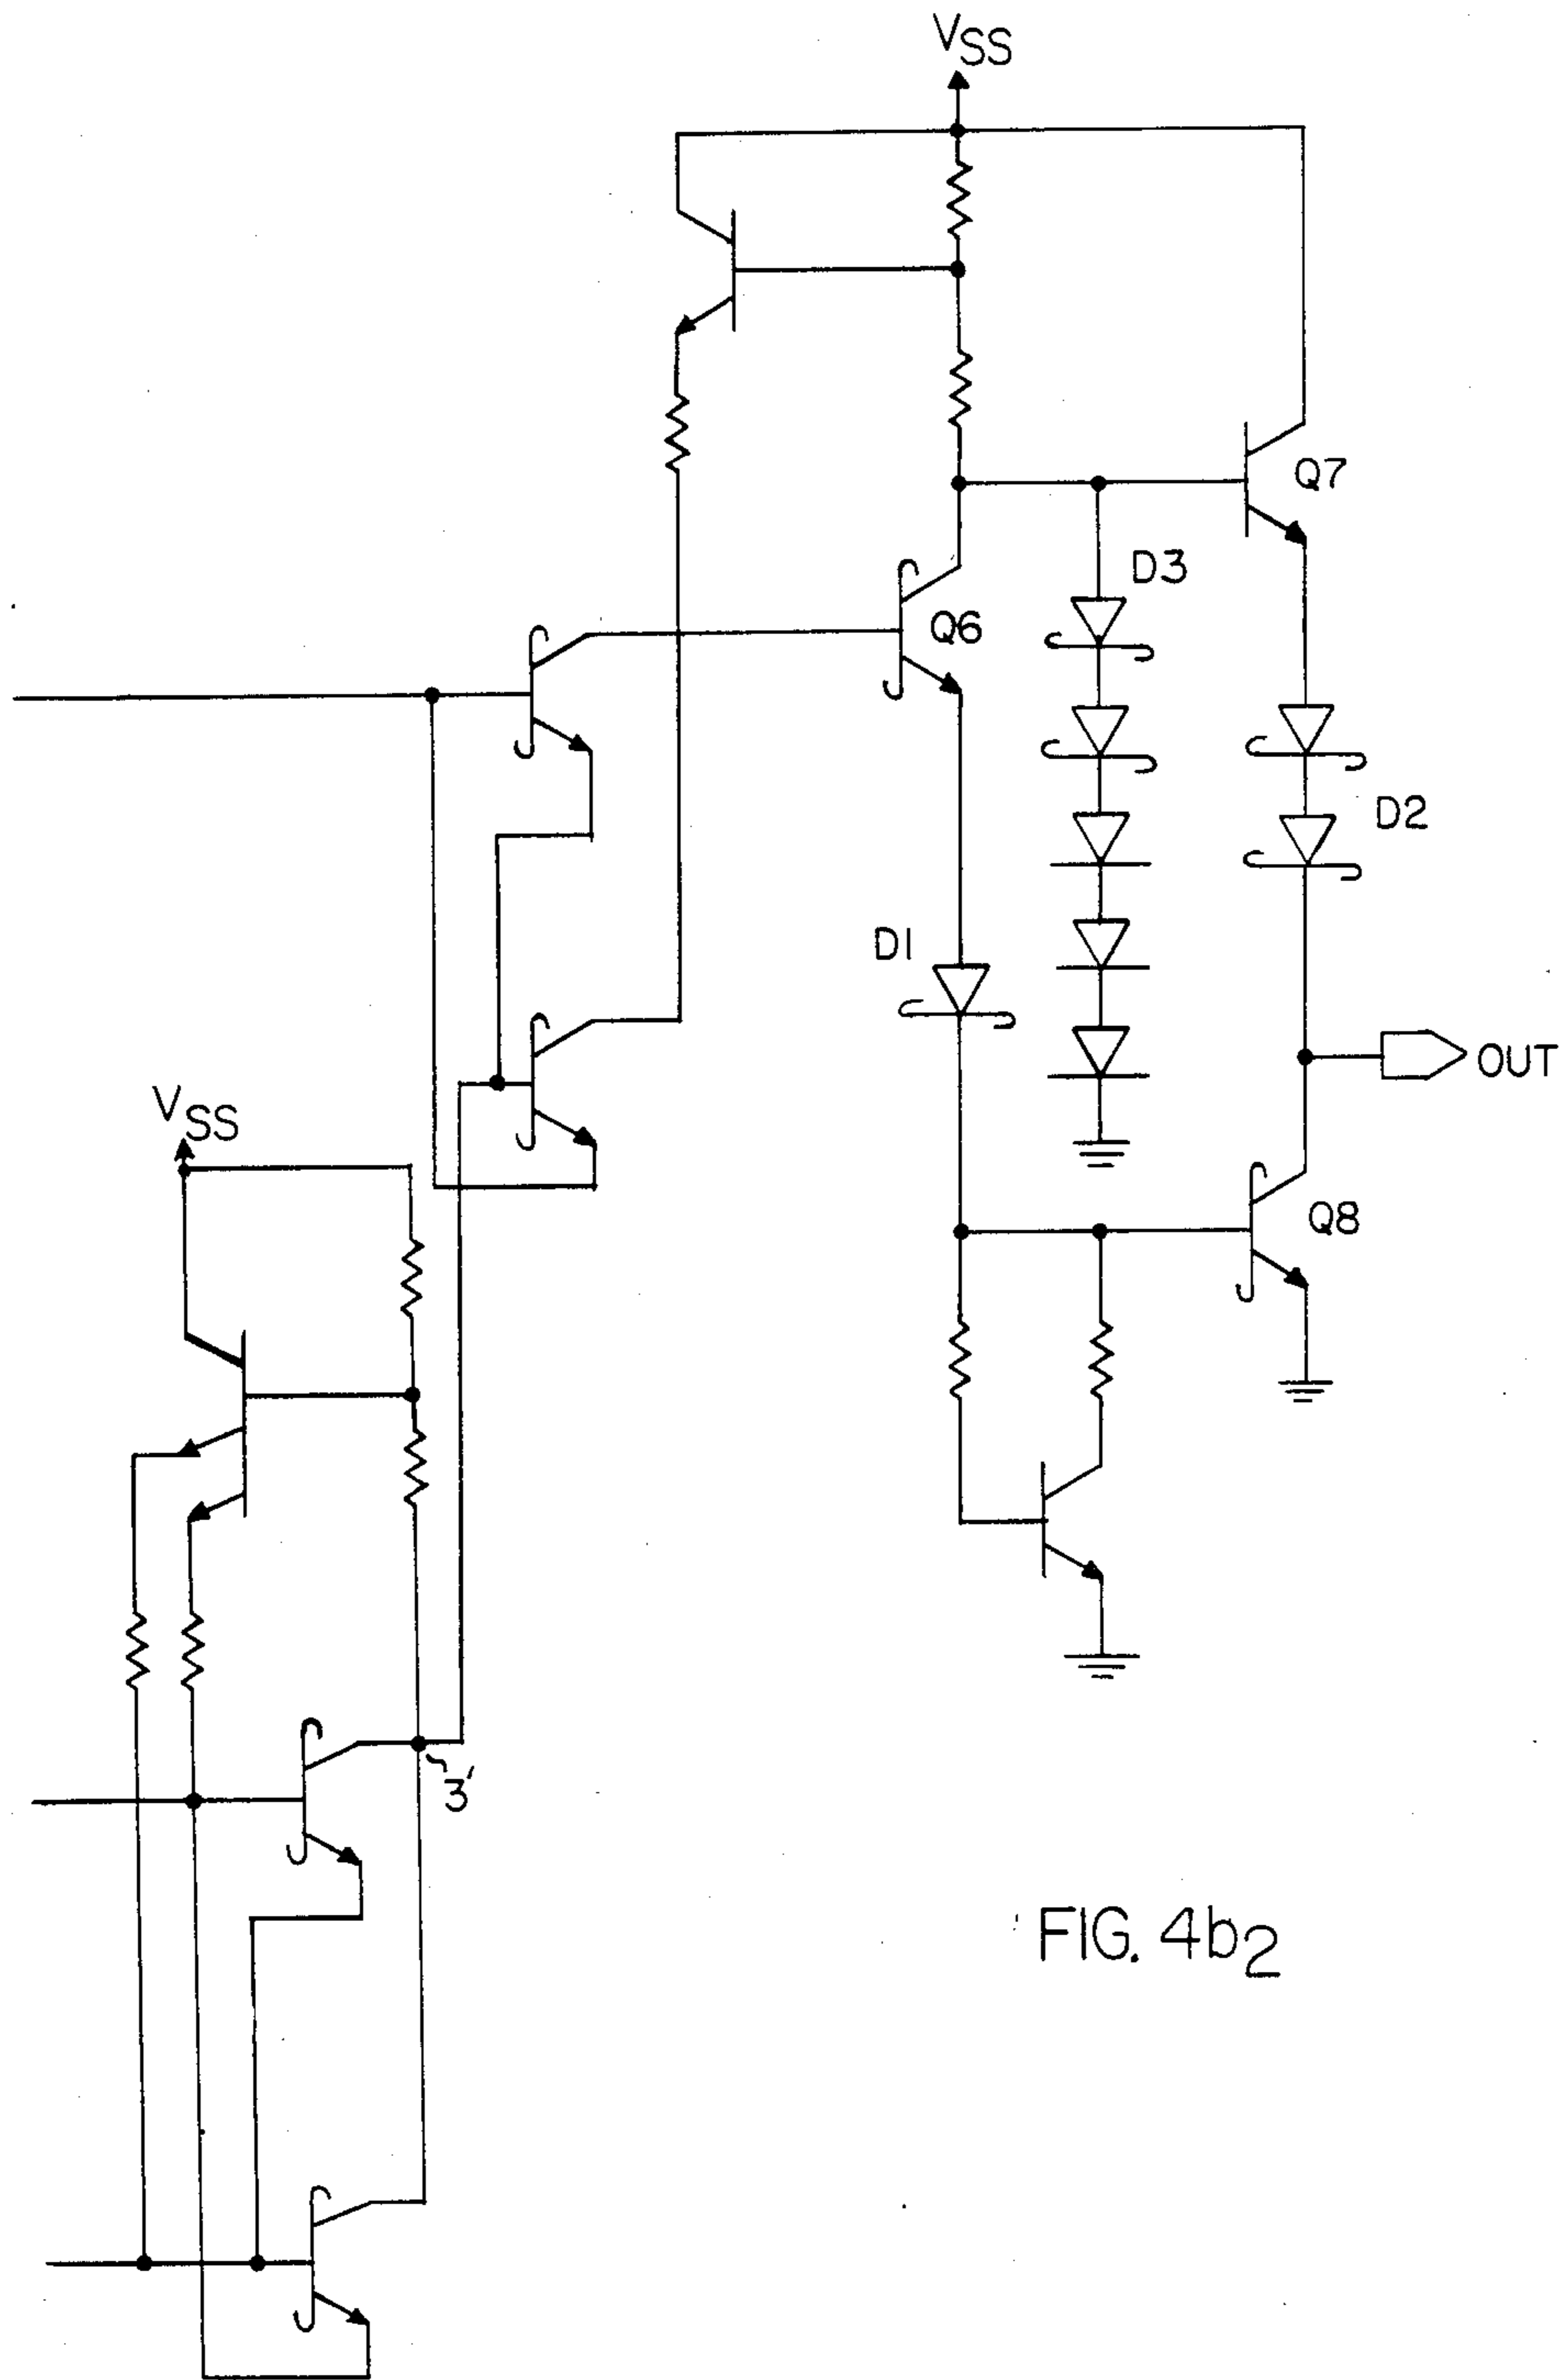 VSS
Q7
D3
Q6
D2
D1
OUT
VSS
Q8
3'
FIG. 4b2